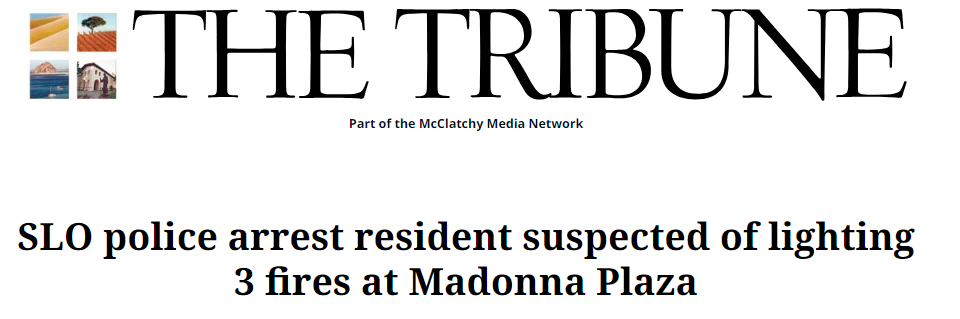 THE TRIBUNE
Part of the McClatchy Media Network
SLO police arrest resident suspected of lighting
3 fires at Madonna Plaza